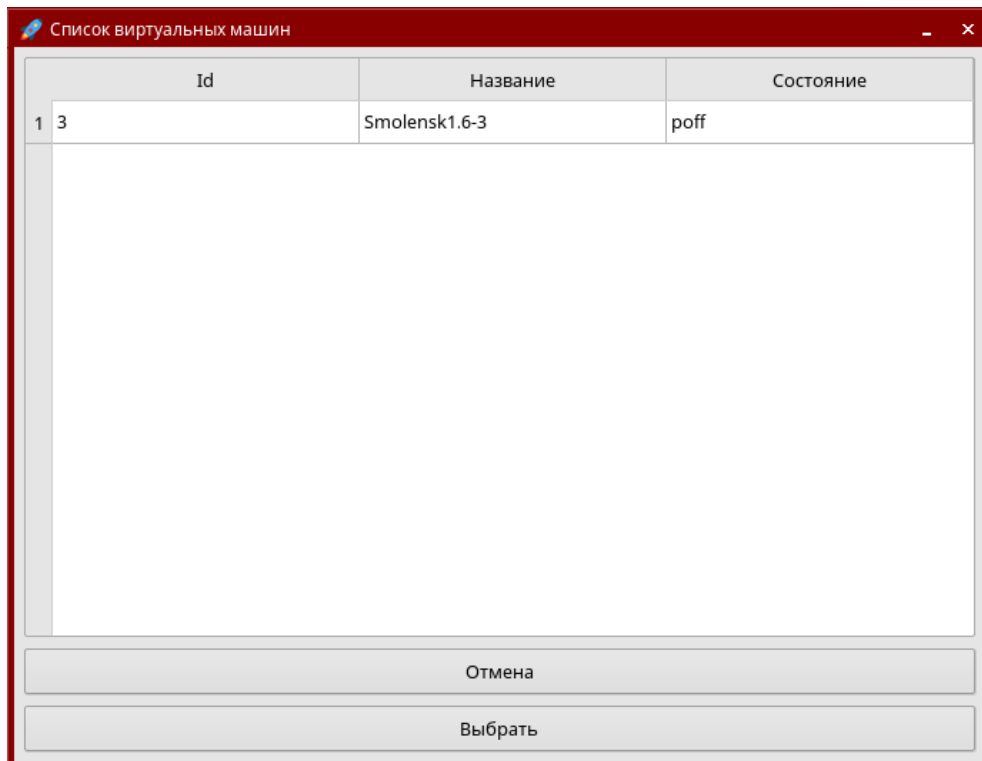 Список виртуальных машин
Id Название Состояние
1 3 Smolensk1.6-3 poff
Отмена
Выбрать